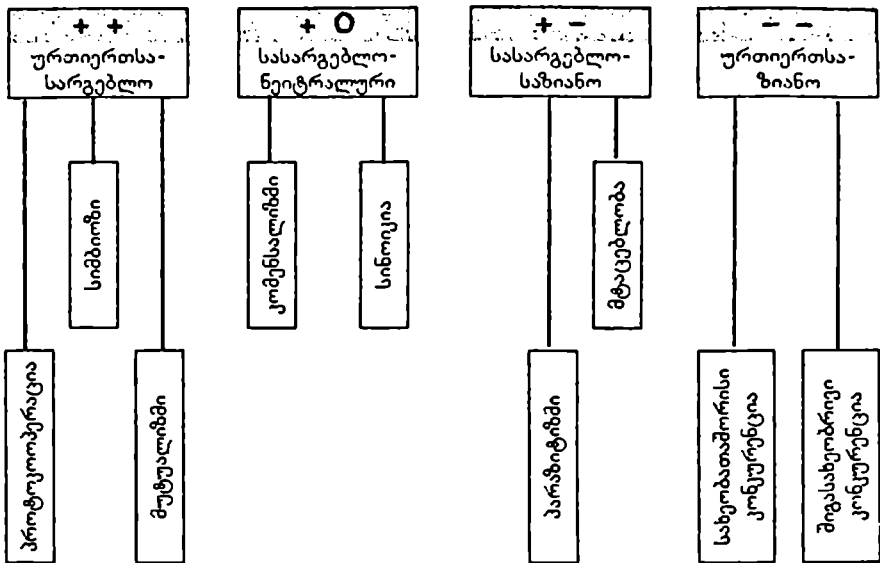 + +
ურთიერთსა-
სარგებლო
+ O
სასარგებლო-
ნეიტრალური
+ −
სასარგებლო-
საზიანო
− −
ურთიერთსა-
ზიანო
პროტოკოოპერაცია
სიმბიოზი
მუტუალიზმი
კომენსალიზმი
სინოიკია
პარაზიტიზმი
მტაცებლობა
სახეობათაშორისი
კონკურენცია
შიგასახეობრივი
კონკურენცია